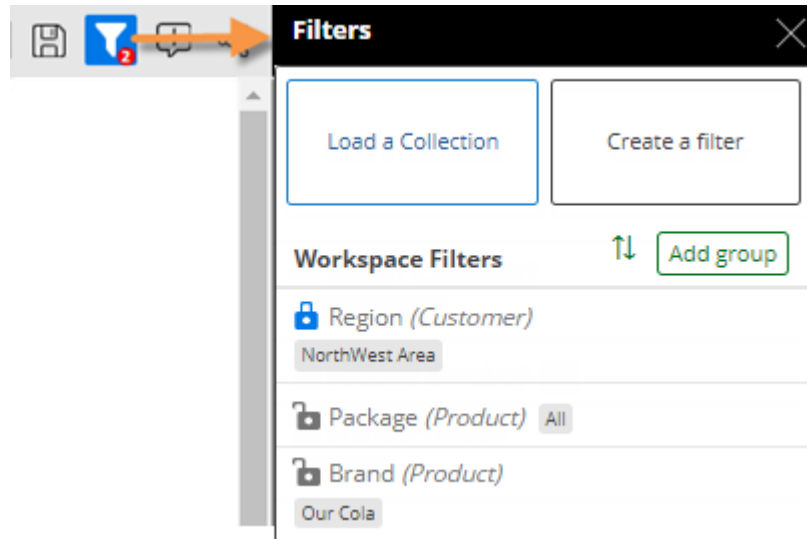 2
Filters
Load a Collection
Create a filter
Workspace Filters
Add group
Region (Customer)
NorthWest Area
Package (Product) All
Brand (Product)
Our Cola